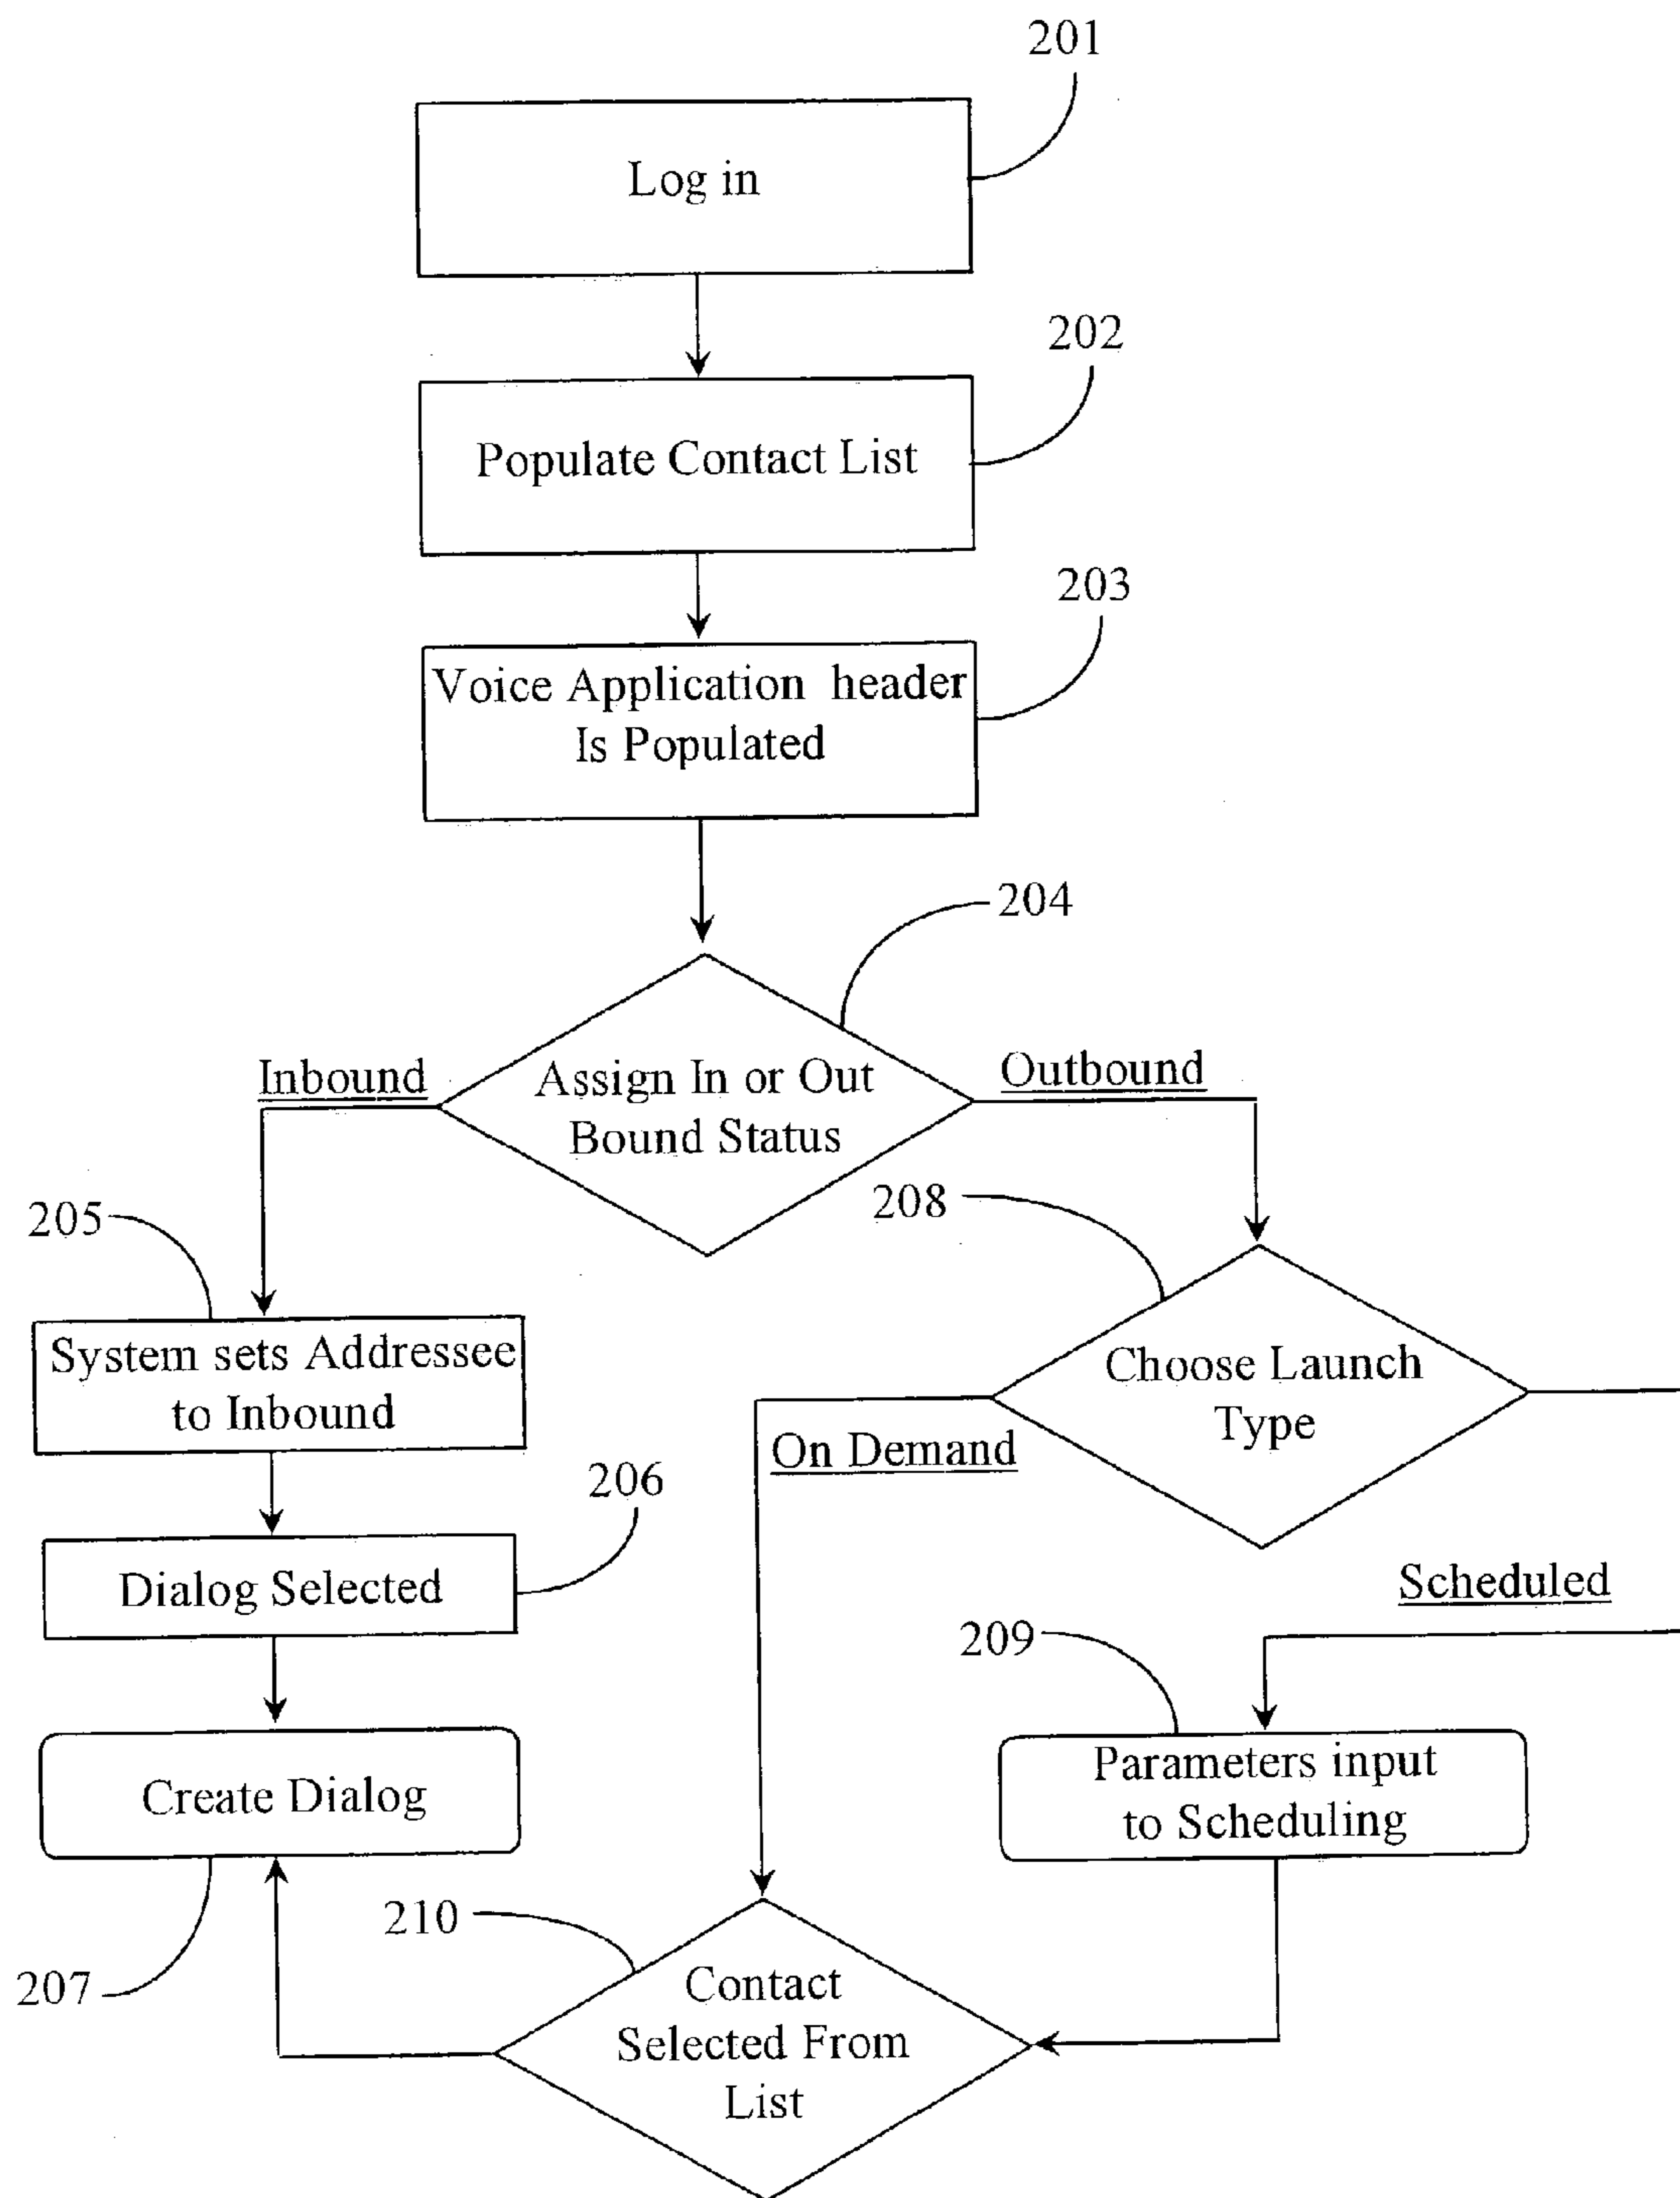 201
Log in
202
Populate Contact List
203
Voice Application header
Is Populated
204
Inbound
Assign In or Out
Bound Status
Outbound
205
208
System sets Addressee
to Inbound
Choose Launch
Type
On Demand
206
Dialog Selected
Scheduled
209
Create Dialog
Parameters input
to Scheduling
207
210
Contact
Selected From
List